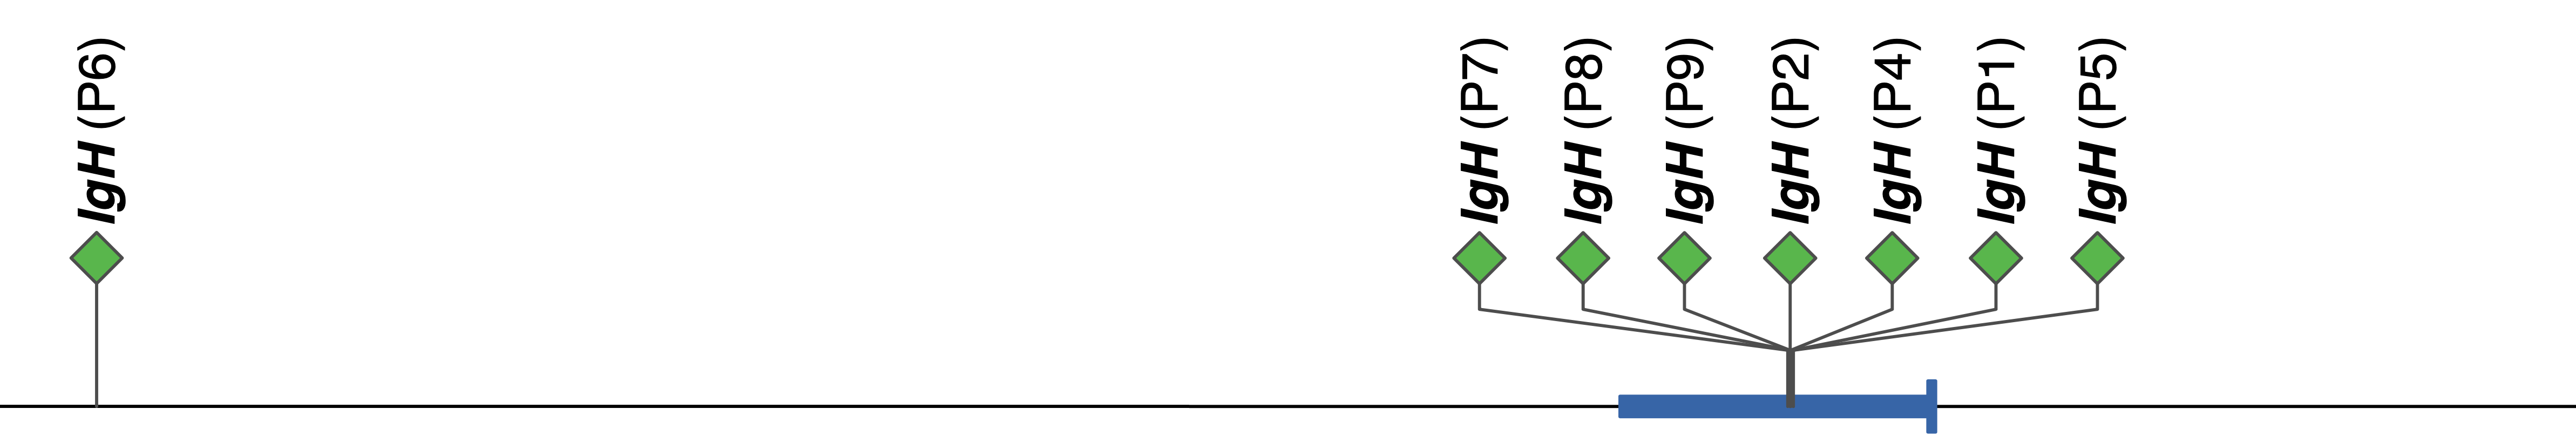 IgH (P6)
IgH (P7)
IgH (P8)
IgH (P9)
IgH (P2)
IgH (P4)
IgH (P1)
IgH (P5)